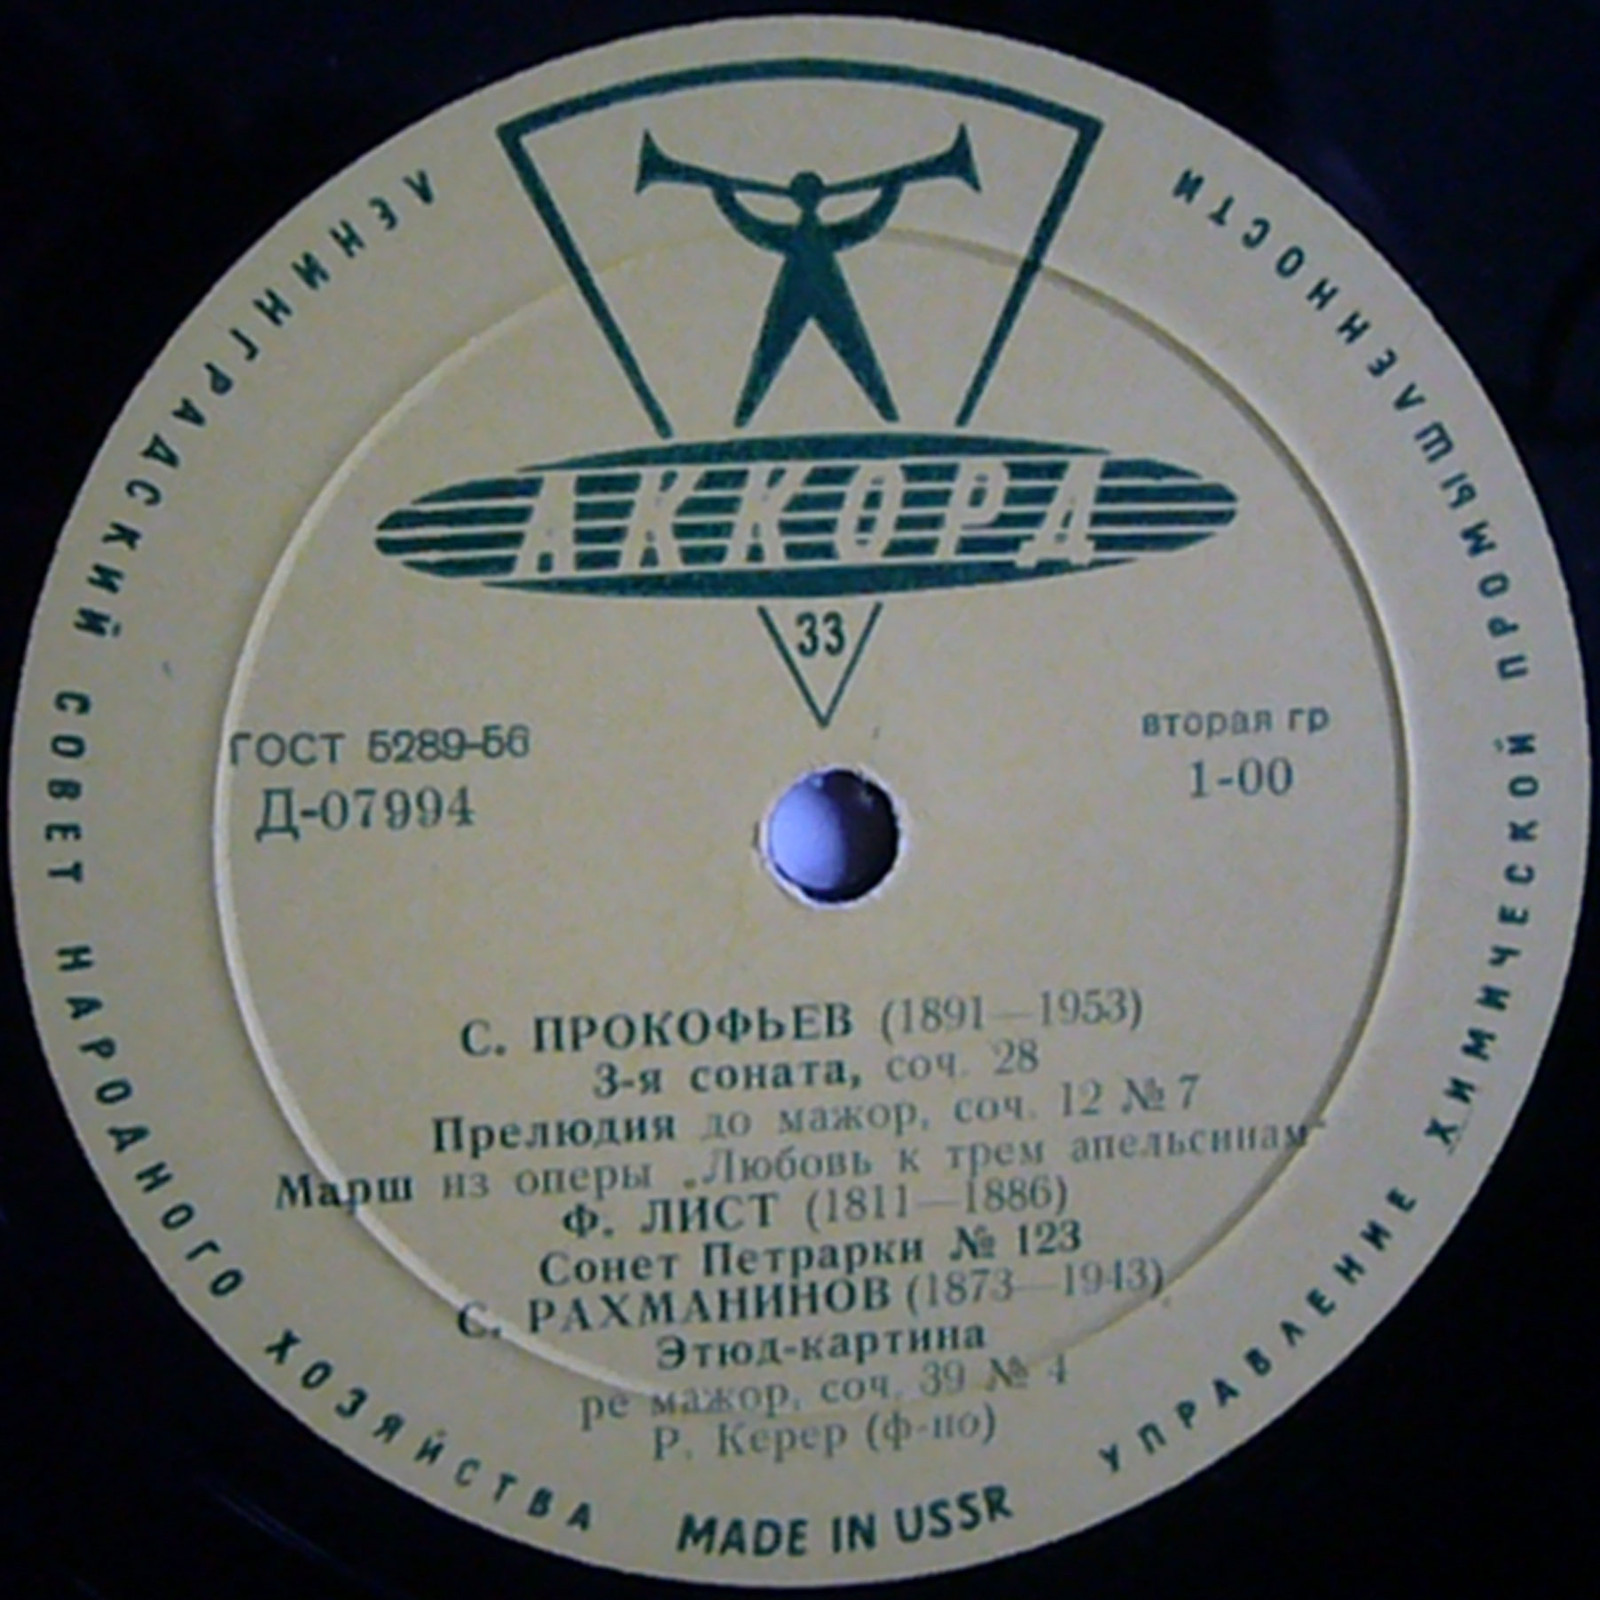 ЛЕНИНГРАДСКИЙ СОВЕТ НАРОДНОГО ХОЗЯЙСТВА
УПРАВЛЕНИЕ ХИМИЧЕСКОЙ ПРОМЫШЛЕННОСТИ
АККОРД
33
ГОСТ 5289-56
Д-07994
вторая гр
1-00
С. ПРОКОФЬЕВ (1891—1953)
3-я соната, соч. 28
Прелюдия до мажор, соч. 12 № 7
Марш из оперы „Любовь к трем апельсинам"
Ф. ЛИСТ (1811—1886)
Сонет Петрарки № 123
С. РАХМАНИНОВ (1873—1943)
Этюд-картина
ре мажор, соч. 39 № 4
Р. Керер (ф-но)
MADE IN USSR